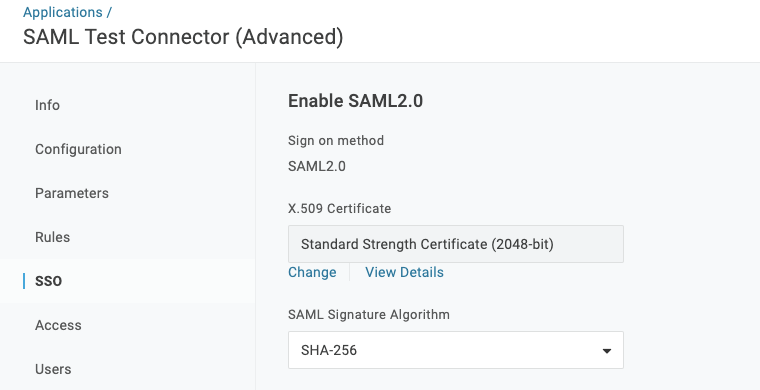 Applications /
SAML Test Connector (Advanced)
Info
Configuration
Parameters
Rules
SSO
Access
Users
Enable SAML2.0
Sign on method
SAML2.0
X.509 Certificate
Standard Strength Certificate (2048-bit)
Change View Details
SAML Signature Algorithm
SHA-256